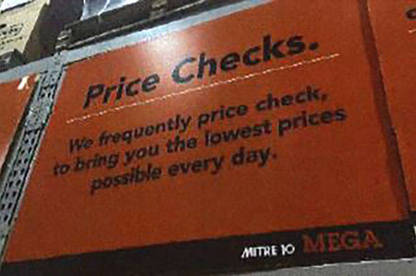 Price Checks.
We frequently price check,
to bring you the lowest prices
possible every day.
MITRE 10 MEGA